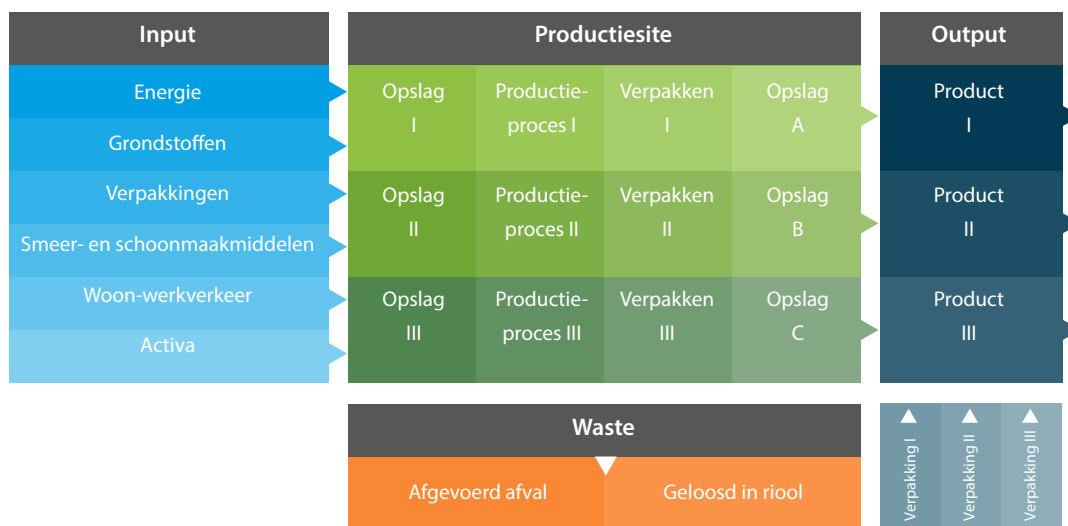 Input
Energie
Grondstoffen
Verpakkingen
Smeer- en schoonmaakmiddelen
Woon-werkverkeer
Activa
Productiesite
Opslag
I
Productie-
proces I
Verpakken
I
Opslag
A
Opslag
II
Productie-
proces II
Verpakken
II
Opslag
B
Opslag
III
Productie-
proces III
Verpakken
III
Opslag
C
Output
Product
I
Product
II
Product
III
Waste
Afgevoerd afval
Geloosd in riool
Verpakking I
Verpakking II
Verpakking III